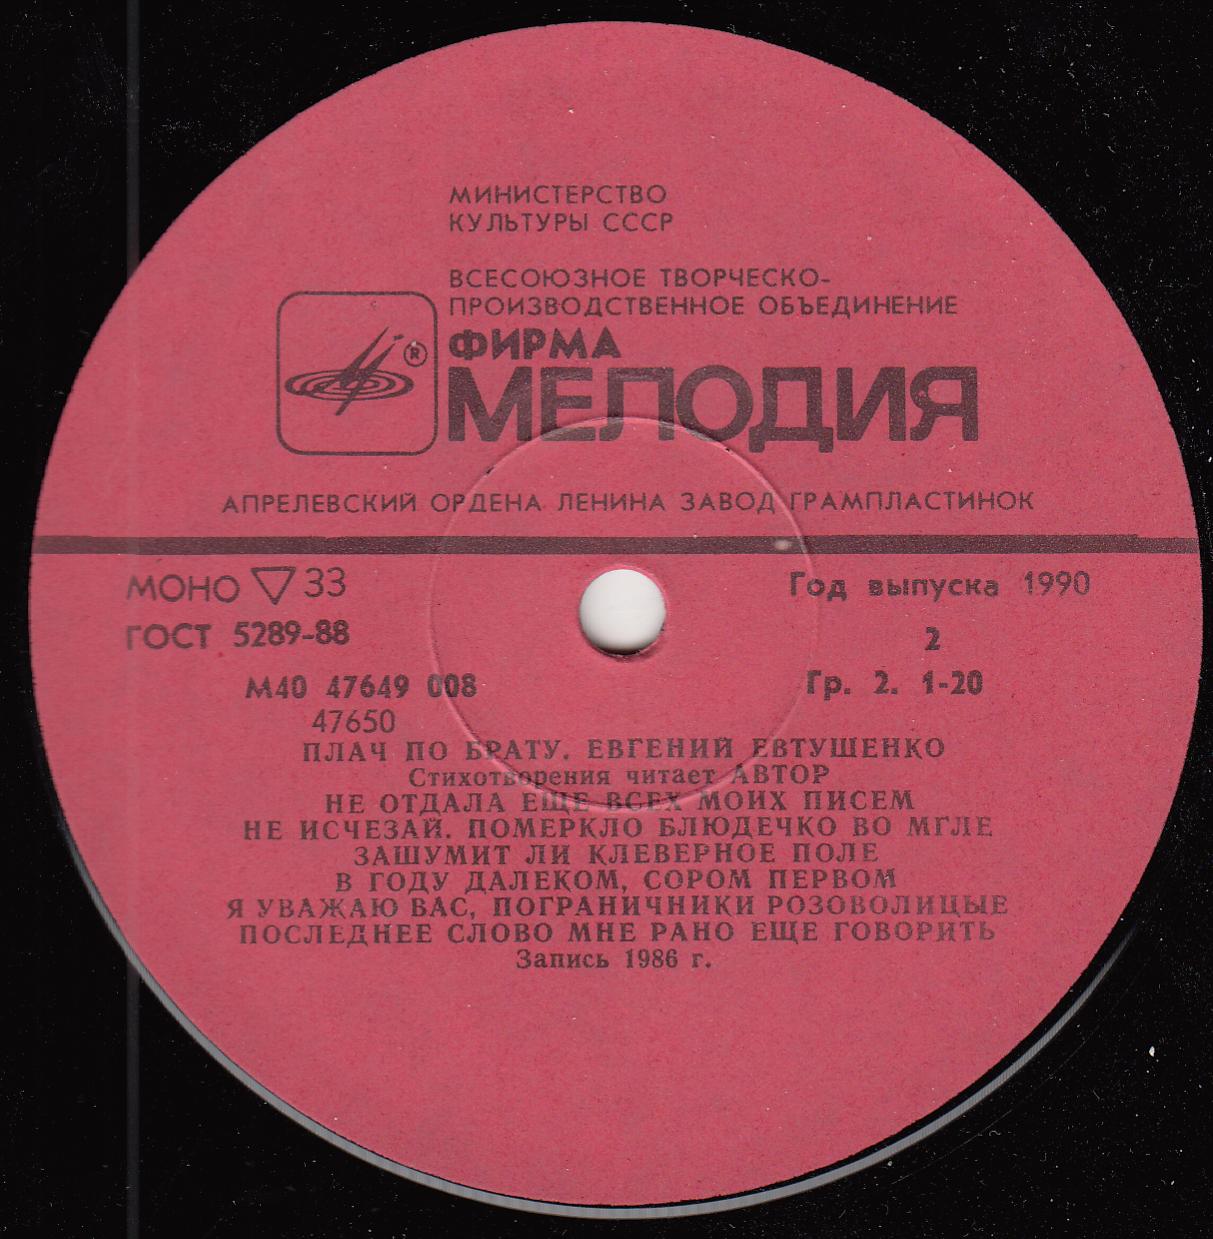 МИНИСТЕРСТВО
КУЛЬТУРЫ СССР
ВСЕСОЮЗНОЕ ТВОРЧЕСКО-
ПРОИЗВОДСТВЕННОЕ ОБЪЕДИНЕНИЕ
ФИРМА
® МЕЛОДИЯ
АПРЕЛЕВСКИЙ ОРДЕНА ЛЕНИНА ЗАВОД ГРАМПЛАСТИНОК
МОНО ▽ 33 Год выпуска 1990
ГОСТ 5289-88 2
М40 47649 008 Гр. 2. 1-20
47650
ПЛАЧ ПО БРАТУ. ЕВГЕНИЙ ЕВТУШЕНКО
Стихотворения читает АВТОР
НЕ ОТДАЛА ЕЩЕ ВСЕХ МОИХ ПИСЕМ
НЕ ИСЧЕЗАЙ. ПОМЕРКЛО БЛЮДЕЧКО ВО МГЛЕ
ЗАШУМИТ ЛИ КЛЕВЕРНОЕ ПОЛЕ
В ГОДУ ДАЛЕКОМ, СОРОМ ПЕРВОМ
Я УВАЖАЮ ВАС, ПОГРАНИЧНИКИ РОЗОВОЛИЦЫЕ
ПОСЛЕДНЕЕ СЛОВО МНЕ РАНО ЕЩЕ ГОВОРИТЬ
Запись 1986 г.